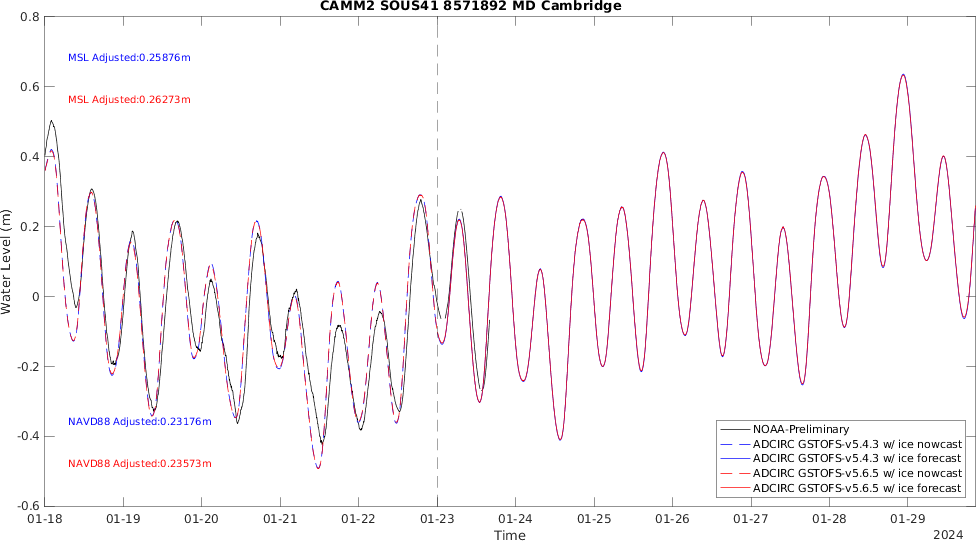 CAMM2 SOUS41 8571892 MD Cambridge
0.8
0.6
0.4
0.2
0
-0.2
-0.4
-0.6
Water Level (m)
MSL Adjusted:0.25876m
MSL Adjusted:0.26273m
NAVD88 Adjusted:0.23176m
NAVD88 Adjusted:0.23573m
NOAA-Preliminary
ADCIRC GSTOFS-v5.4.3 w/ ice nowcast
ADCIRC GSTOFS-v5.4.3 w/ ice forecast
ADCIRC GSTOFS-v5.6.5 w/ ice nowcast
ADCIRC GSTOFS-v5.6.5 w/ ice forecast
01-18 01-19 01-20 01-21 01-22 01-23 01-24 01-25 01-26 01-27 01-28 01-29
Time
2024